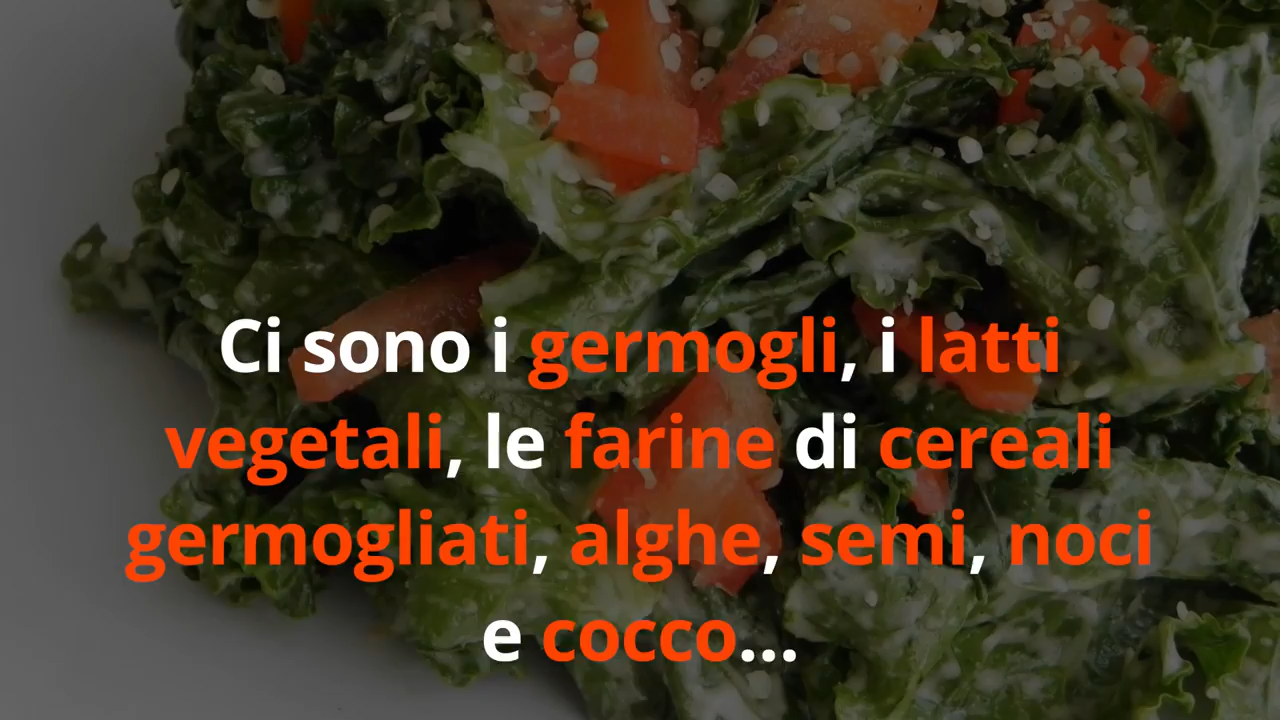 Ci sono i germogli, i latti
vegetali, le farine di cereali
germogliati, alghe, semi, noci
e cocco...